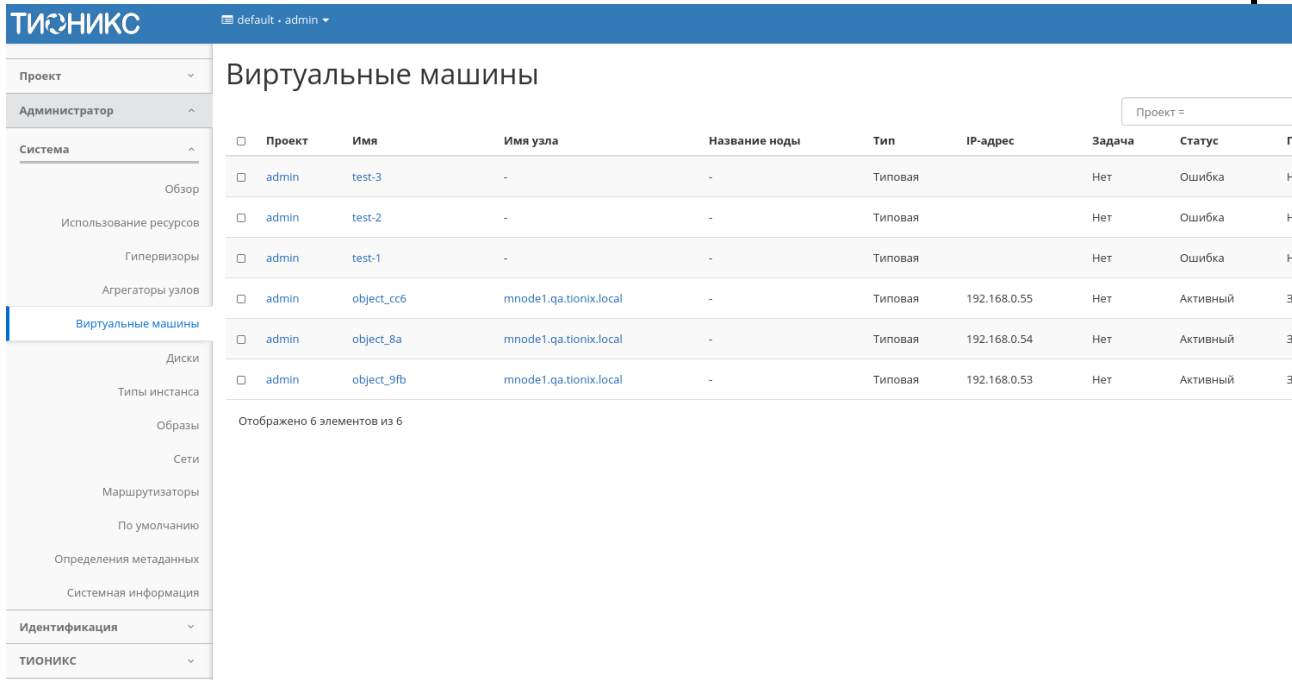 ТИОНИКС
default • admin
Проект
Администратор
Система
Обзор
Использование ресурсов
Гипервизоры
Агрегаторы узлов
Виртуальные машины
Диски
Типы инстанса
Образы
Сети
Маршрутизаторы
По умолчанию
Определения метаданных
Системная информация
Идентификация
ТИОНИКС
Виртуальные машины
Проект =
Проект Имя Имя узла Название ноды Тип IP-адрес Задача Статус
admin test-3 - - Типовая Нет Ошибка
admin test-2 - - Типовая Нет Ошибка
admin test-1 - - Типовая Нет Ошибка
admin object_cc6 mnode1.qa.tionix.local - Типовая 192.168.0.55 Нет Активный
admin object_8a mnode1.qa.tionix.local - Типовая 192.168.0.54 Нет Активный
admin object_9fb mnode1.qa.tionix.local - Типовая 192.168.0.53 Нет Активный
Отображено 6 элементов из 6